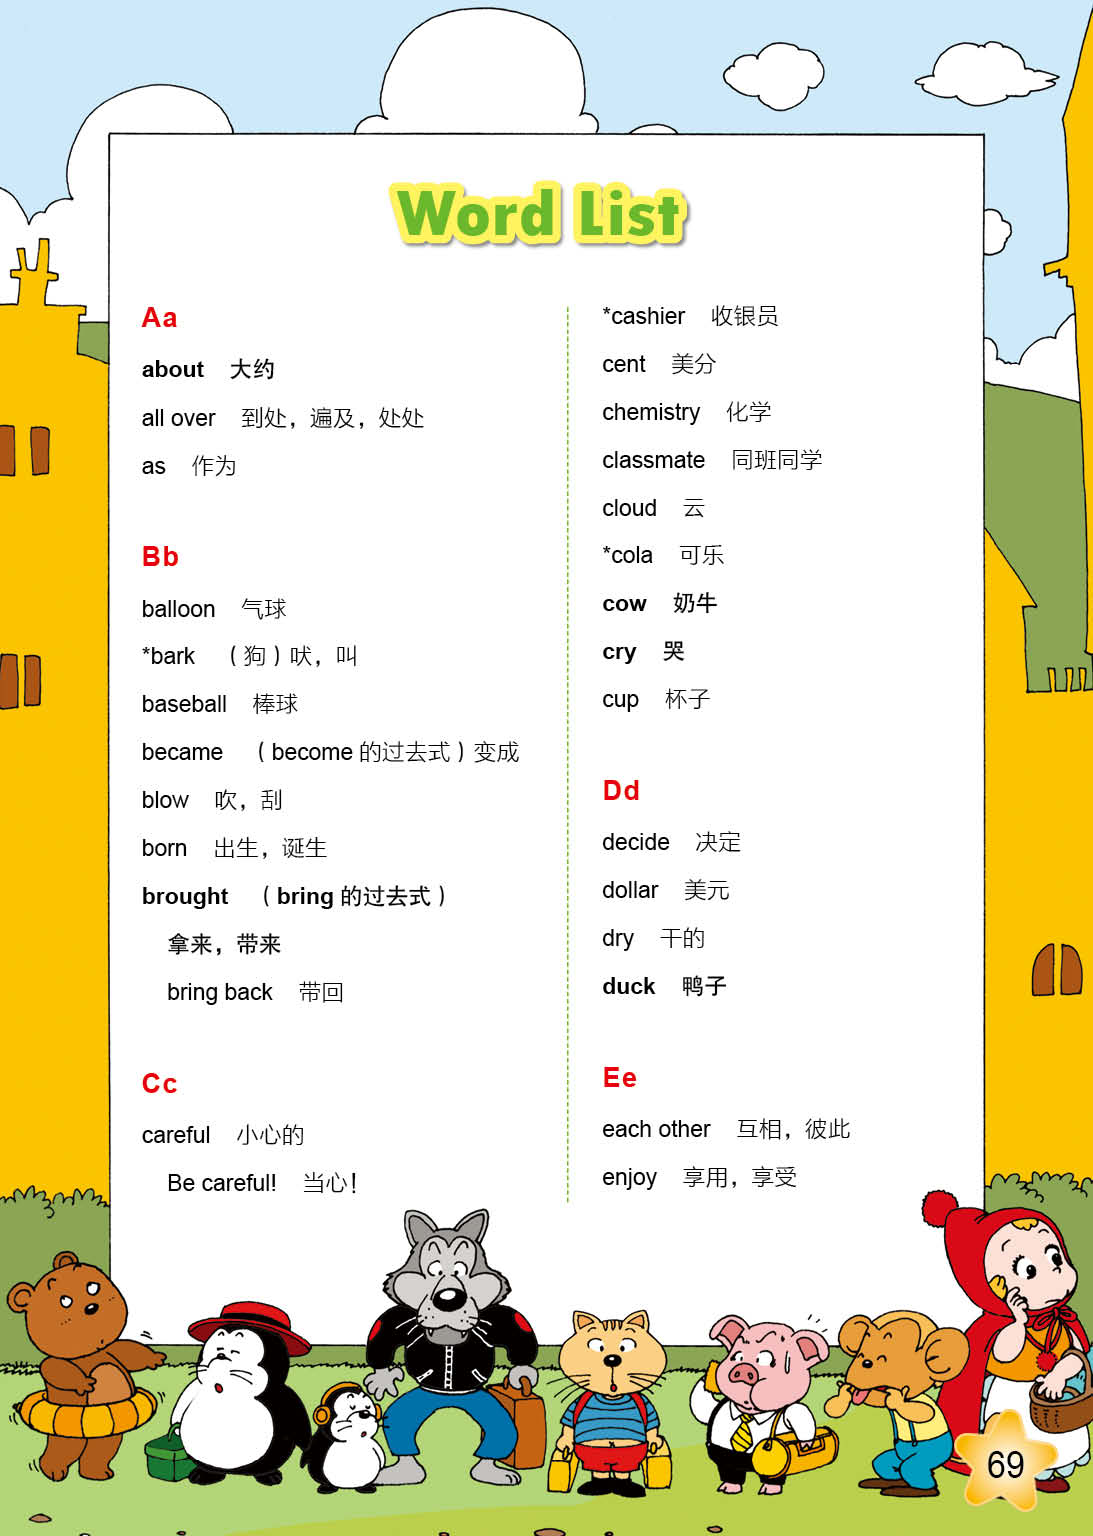 Word List
Aa
about 大约
all over 到处，遍及，处处
as 作为
Bb
balloon 气球
*bark （狗）吠，叫
baseball 棒球
became （become 的过去式）变成
blow 吹，刮
born 出生，诞生
brought （bring 的过去式）
拿来，带来
bring back 带回
Cc
careful 小心的
Be careful! 当心！
*cashier 收银员
cent 美分
chemistry 化学
classmate 同班同学
cloud 云
*cola 可乐
cow 奶牛
cry 哭
cup 杯子
Dd
decide 决定
dollar 美元
dry 干的
duck 鸭子
Ee
each other 互相，彼此
enjoy 享用，享受
69